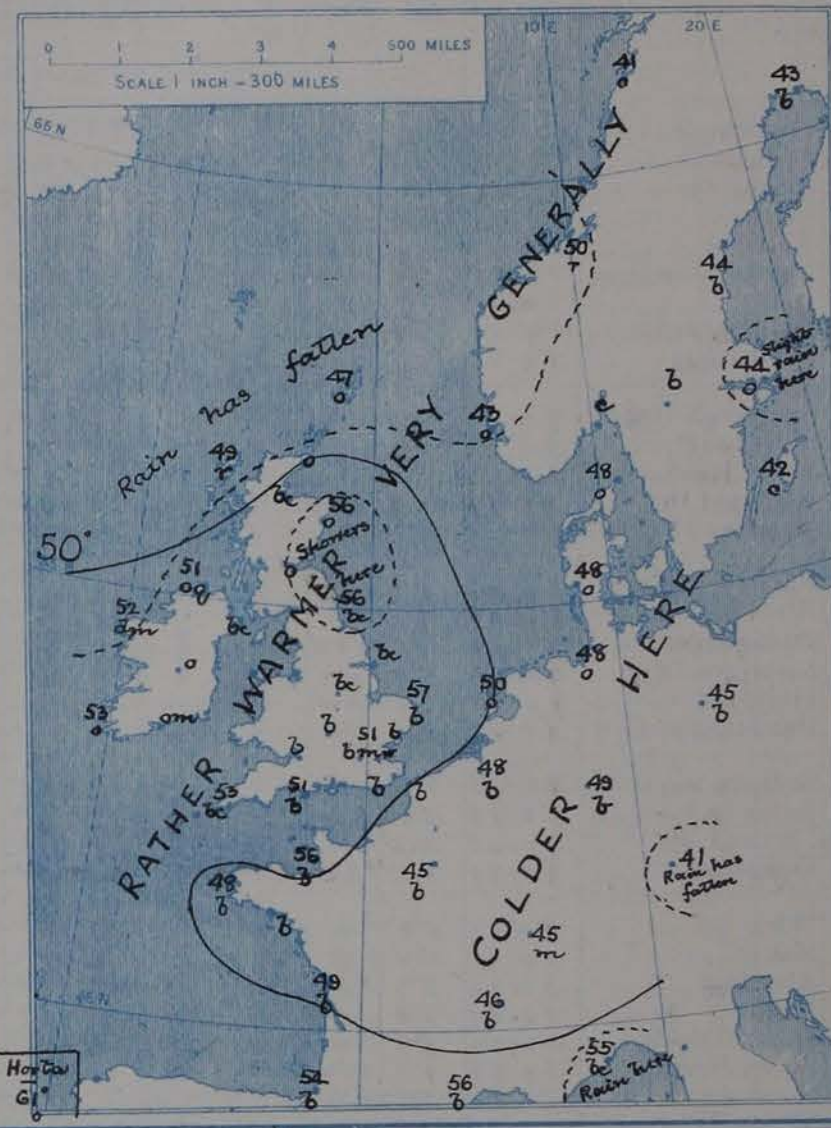 0 1 2 3 4 500 MILES
SCALE 1 INCH - 300 MILES
10 E
20 E
65 N
41
o
43
b
GENERALLY
50
r
44
b
Rain has fallen
47
o
44
o
Slight rain here
b
43
o
VERY
c
49
r
o
42
c
bc
56
o
48
o
Showers here
o
50°
51
o q
48
o
56
bc
52
dm
bc
WARMER
bc
o
48
o
HERE
bc
50
o
45
b
53
o
om
57
b
b
51
b
b
b m w
RATHER
53
bc
51
b
b
b
48
b
49
b
COLDER
56
b
45
b
41
Rain has
fallen
48
b
b
45
m
49
b
46
b
45 N
55
bc
Rain here
Horta
61°
o
54
b
56
b